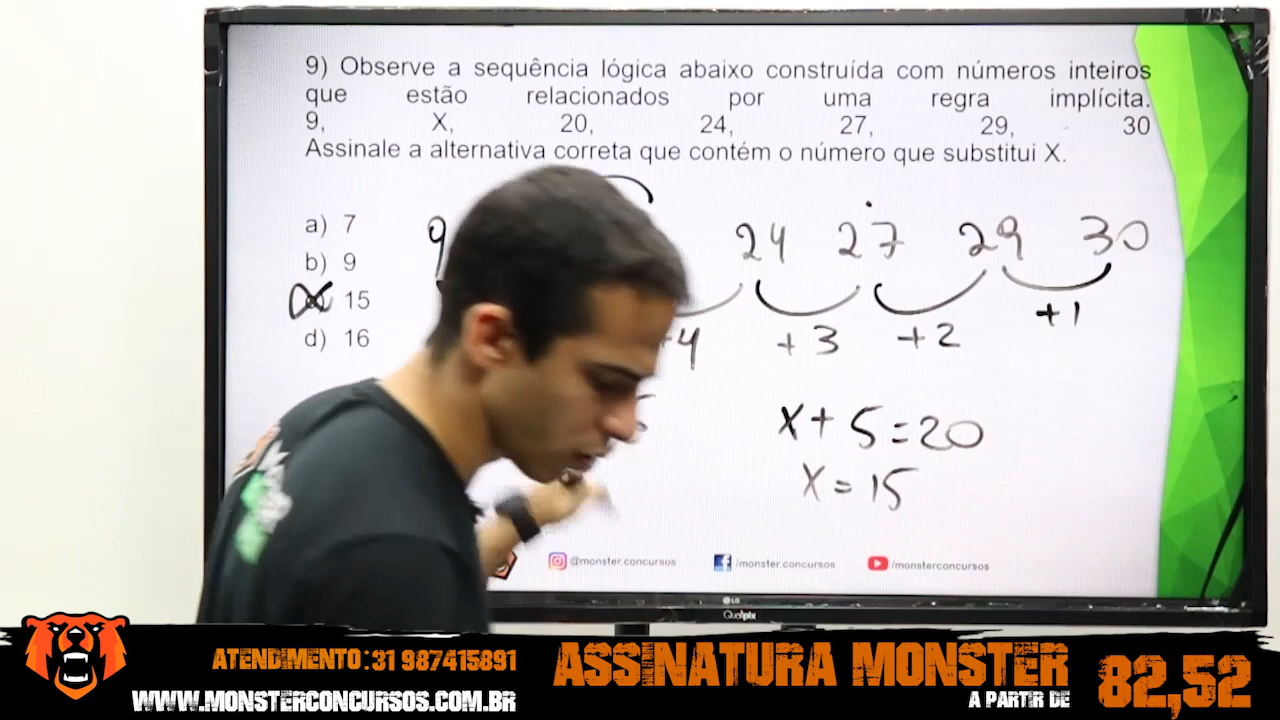 9) Observe a sequência lógica abaixo construída com números inteiros
que estão relacionados por uma regra implícita.
9, X, 20, 24, 27, 29, 30
Assinale a alternativa correta que contém o número que substitui X.
a) 7
b) 9
15
d) 16
9 24 27 29 30
+4 +3 +2 +1
X + 5 = 20
X = 15
@monster.concursos /monster.concursos /monsterconcursos
LG
Qualipix
ATENDIMENTO: 31 987415891
WWW.MONSTERCONCURSOS.COM.BR
ASSINATURA MONSTER
A PARTIR DE 82,52